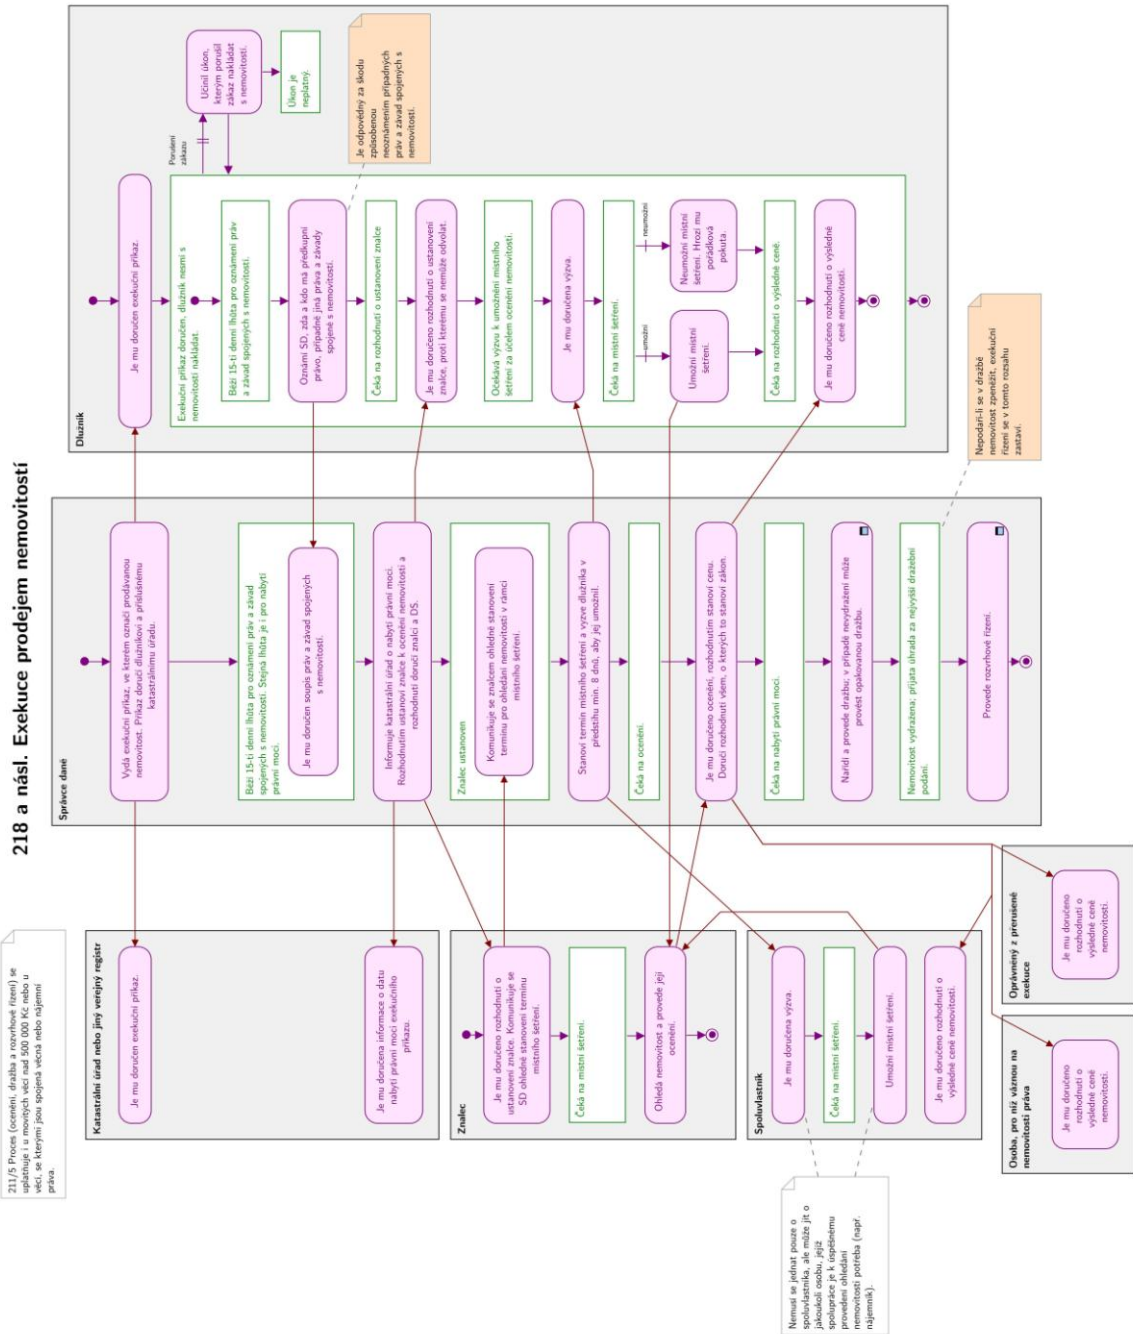 218 a násl. Exekuce prodejem nemovitostí
211/5 Proces (ocenění, dražba a rozvrhové řízení) se
uplatňuje i u movitých věcí nad 500 000 Kč nebo u
věcí, se kterými jsou spojená věcná nebo nájemní
práva.
Katastrální úřad nebo jiný veřejný registr
Je mu doručen exekuční příkaz.
Je mu doručena informace o datu
nabytí právní moci exekučního
příkazu.
Znalec
Je mu doručeno rozhodnutí o
ustanovení znalce. Komunikuje se
SD ohledně stanovení termínu
místního šetření.
Čeká na místní šetření.
Ohledá nemovitost a provede její
ocenění.
Spoluvlastník
Je mu doručena výzva.
Čeká na místní šetření.
Umožní místní šetření.
Je mu doručeno rozhodnutí o
výsledné ceně nemovitosti.
Nemusí se jednat pouze o
spoluvlastníka, ale může jít o
jakoukoli osobu, jejíž
spolupráce je k úspěšnému
provedení ohledání
nemovitosti potřeba (např.
nájemník).
Osoba, pro níž váznou na
nemovitosti práva
Je mu doručeno
rozhodnutí o
výsledné ceně
nemovitosti.
Oprávněný z přerušené
exekuce
Je mu doručeno
rozhodnutí o
výsledné ceně
nemovitosti.
Správce daně
Vydá exekuční příkaz, ve kterém označí prodávanou
nemovitost. Příkaz doručí dlužníkovi a příslušnému
katastrálnímu úřadu.
Běží 15-ti denní lhůta pro oznámení práv a závad
spojených s nemovitostí. Stejná lhůta je i pro nabytí
právní moci.
Je mu doručen soupis práv a závad spojených
s nemovitostí.
Informuje katastrální úřad o nabytí právní moci.
Rozhodnutím ustanoví znalce k ocenění nemovitosti a
rozhodnutí doručí znalci a DS.
Znalec ustanoven
Komunikuje se znalcem ohledně stanovení
termínu pro ohledání nemovitosti v rámci
místního šetření.
Stanoví termín místního šetření a vyzve dlužníka v
předstihu min. 8 dnů, aby jej umožnil.
Čeká na ocenění.
Je mu doručeno ocenění, rozhodnutím stanoví cenu.
Doručí rozhodnutí všem, o kterých to stanoví zákon.
Čeká na nabytí právní moci.
Nařídí a provede dražbu, v případě nevydražení může
provést opakovanou dražbu.
Nemovitost vydražena; přijata úhrada za nejvyšší dražební
podání.
Provede rozvrhové řízení.
Nepodaří-li se v dražbě
nemovitost zpeněžit, exekuční
řízení se v tomto rozsahu
zastaví.
Dlužník
Je mu doručen exekuční příkaz.
Exekuční příkaz doručen, dlužník nesmí s
nemovitostí nakládat.
Běží 15-ti denní lhůta pro oznámení práv
a závad spojených s nemovitostí.
Oznámí SD, zda a kdo má předkupní
právo, případně jiná práva a závady
spojené s nemovitostí.
Čeká na rozhodnutí o ustanovení znalce
Je mu doručeno rozhodnutí o ustanovení
znalce, proti kterému se nemůže odvolat.
Očekává výzvu k umožnění místního
šetření za účelem ocenění nemovitosti.
Je mu doručena výzva.
Čeká na místní šetření.
umožní
neumožní
Umožní místní
šetření.
Neumožní místní
šetření. Hrozí mu
pořádková
pokuta.
Čeká na rozhodnutí o výsledné ceně.
Je mu doručeno rozhodnutí o výsledné
ceně nemovitosti.
Porušení
zákazu
Učinil úkon,
kterým porušil
zákaz nakládat
s nemovitostí.
Úkon je
neplatný.
Je odpovědný za škodu
způsobenou
neoznámením případných
práv a závad spojených s
nemovitostí.